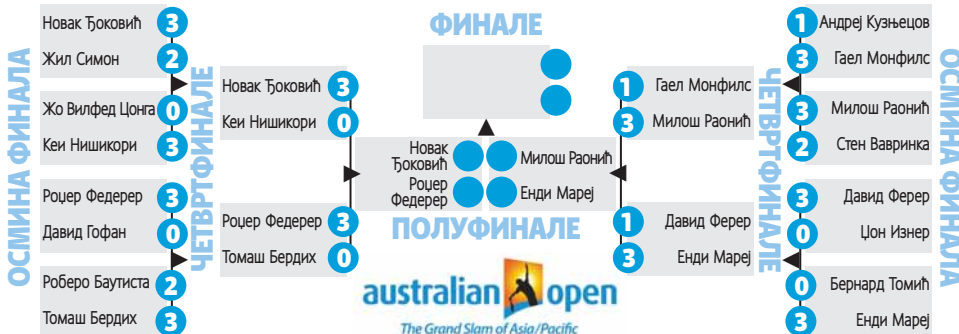 ОСМИНА ФИНАЛА
Новак Ђоковић 3
Жил Симон 2
Жо Вилфед Цонга 0
Кеи Нишикори 3
Роџер Федерер 3
Давид Гофан 0
Роберо Баутиста 2
Томаш Бердих 3
ЧЕТВРТФИНАЛЕ
Новак Ђоковић 3
Кеи Нишикори 0
Роџер Федерер 3
Томаш Бердих 0
ФИНАЛЕ
Новак
Ђоковић
Роџер
Федерер
Милош Раонић
Енди Мареј
ПОЛУФИНАЛЕ
australian open
The Grand Slam of Asia/Pacific
1 Гаел Монфилс
3 Милош Раонић
1 Давид Ферер
3 Енди Мареј
ЧЕТВРТФИНАЛЕ
1 Андреј Кузњецов
3 Гаел Монфилс
3 Милош Раонић
2 Стен Вавринка
3 Давид Ферер
0 Џон Изнер
0 Бернард Томић
3 Енди Мареј
ОСМИНА ФИНАЛА